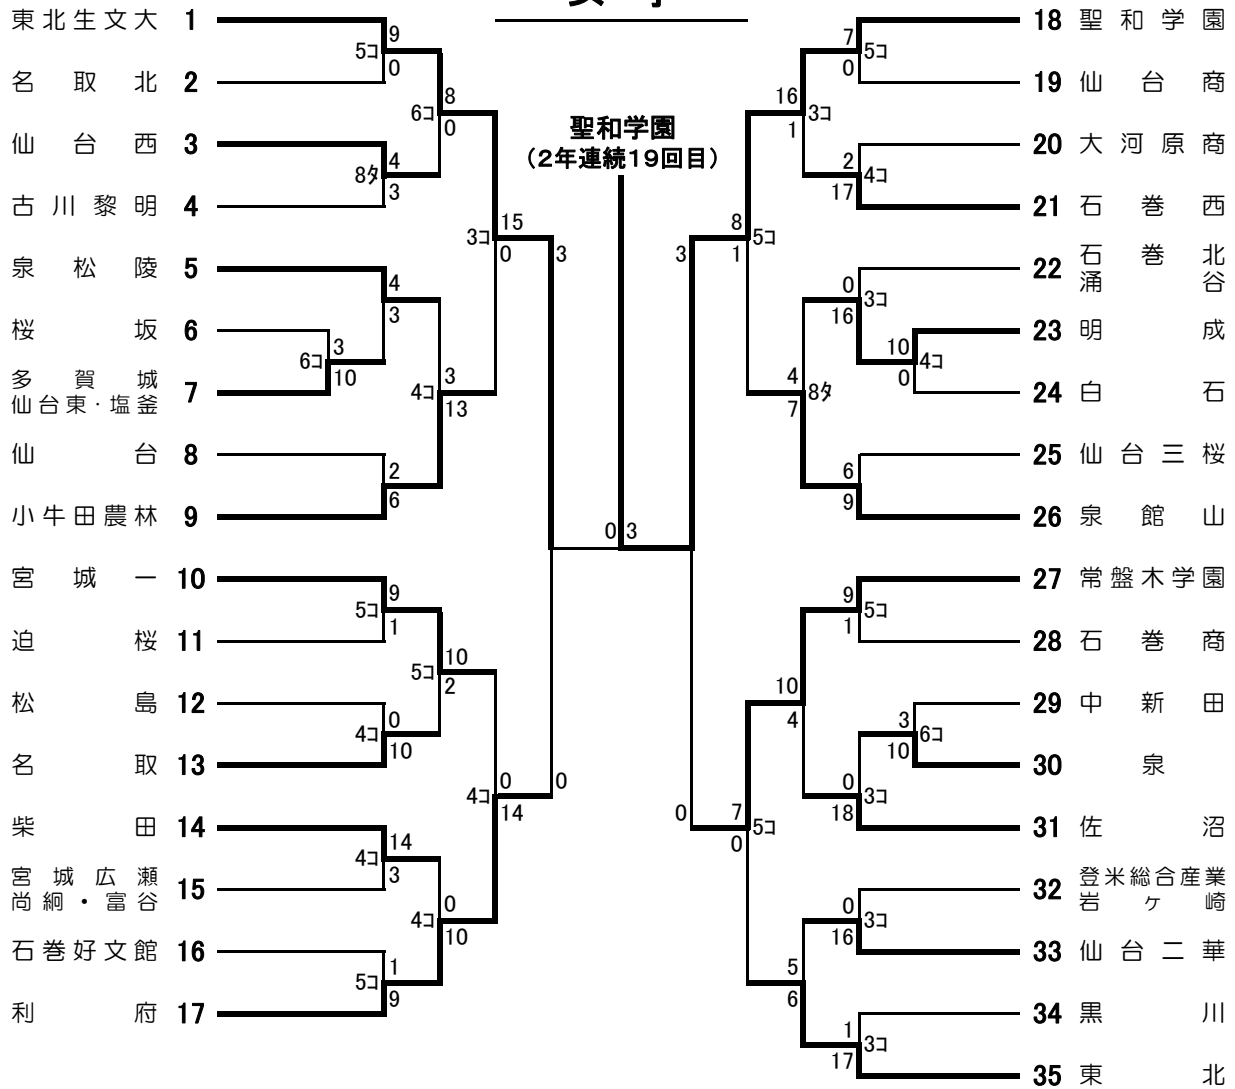 聖和学園
（2年連続19回目）
東北生文大 1
9
5コ
0
名取北 2
8
6コ
0
仙台西 3
4
8タ
3
古川黎明 4
15
3コ
0
3
泉松陵 5
4
3
桜坂 6
3
6コ
10
多賀城
仙台東・塩釜 7
3
4コ
13
仙台 8
2
6
小牛田農林 9
0 3
宮城一 10
9
5コ
1
迫桜 11
10
5コ
2
松島 12
0
4コ
10
名取 13
0
4コ
14
0
柴田 14
14
4コ
3
宮城広瀬
尚絅・富谷 15
0
4コ
10
石巻好文館 16
1
5コ
9
利府 17
18 聖和学園
7
5コ
0
19 仙台商
16
3コ
1
20 大河原商
2
4コ
17
21 石巻西
8
5コ
1
3
22 石巻北
涌谷
0
3コ
16
23 明成
10
4コ
0
24 白石
4
8タ
7
25 仙台三桜
6
9
26 泉館山
27 常盤木学園
9
5コ
1
28 石巻商
10
4
29 中新田
3
6コ
10
30 泉
0
3コ
18
31 佐沼
0
7
5コ
0
32 登米総合産業
岩ヶ崎
0
3コ
16
33 仙台二華
5
6
34 黒川
1
3コ
17
35 東北